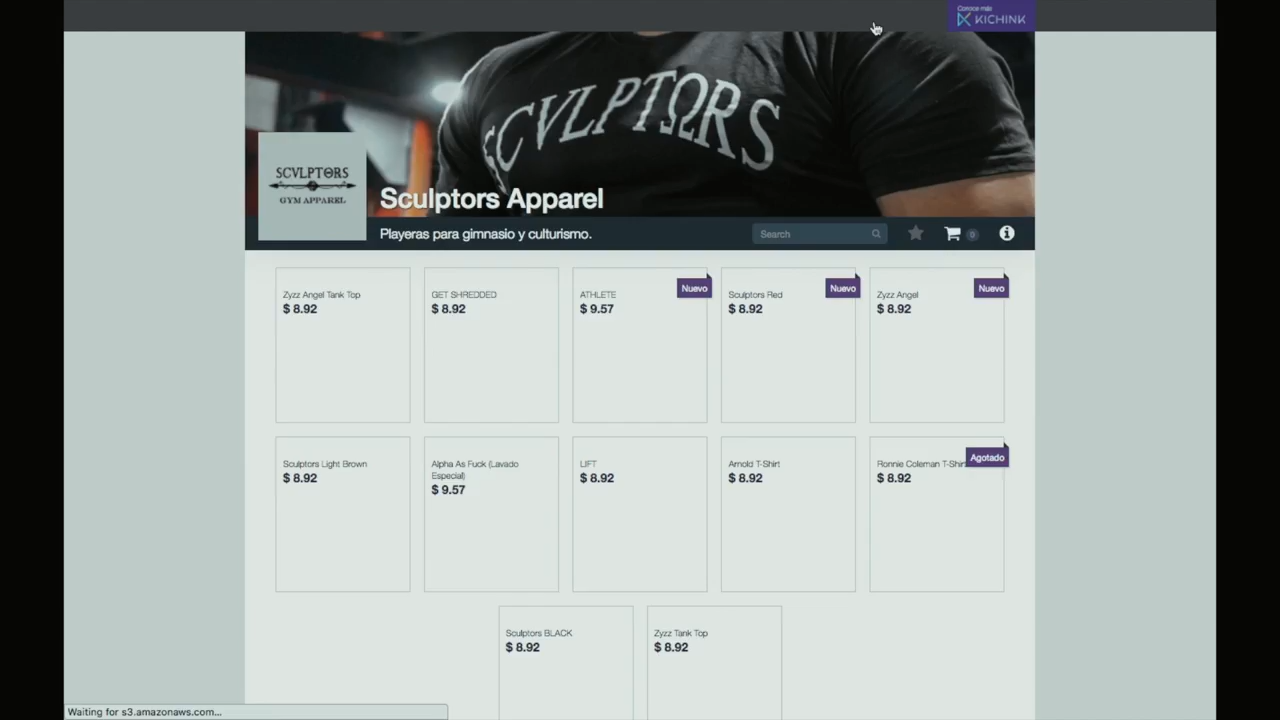 Conoce más
KICHINK
SCVLPTΩRS
SCVLPTΘRS
GYM APPAREL
Sculptors Apparel
Playeras para gimnasio y culturismo.
Search
0
Zyzz Angel Tank Top
$ 8.92
GET SHREDDED
$ 8.92
Nuevo
ATHLETE
$ 9.57
Nuevo
Sculptors Red
$ 8.92
Nuevo
Zyzz Angel
$ 8.92
Sculptors Light Brown
$ 8.92
Alpha As Fuck (Lavado
Especial)
$ 9.57
LIFT
$ 8.92
Arnold T-Shirt
$ 8.92
Agotado
Ronnie Coleman T-Shirt
$ 8.92
Sculptors BLACK
$ 8.92
Zyzz Tank Top
$ 8.92
Waiting for s3.amazonaws.com...